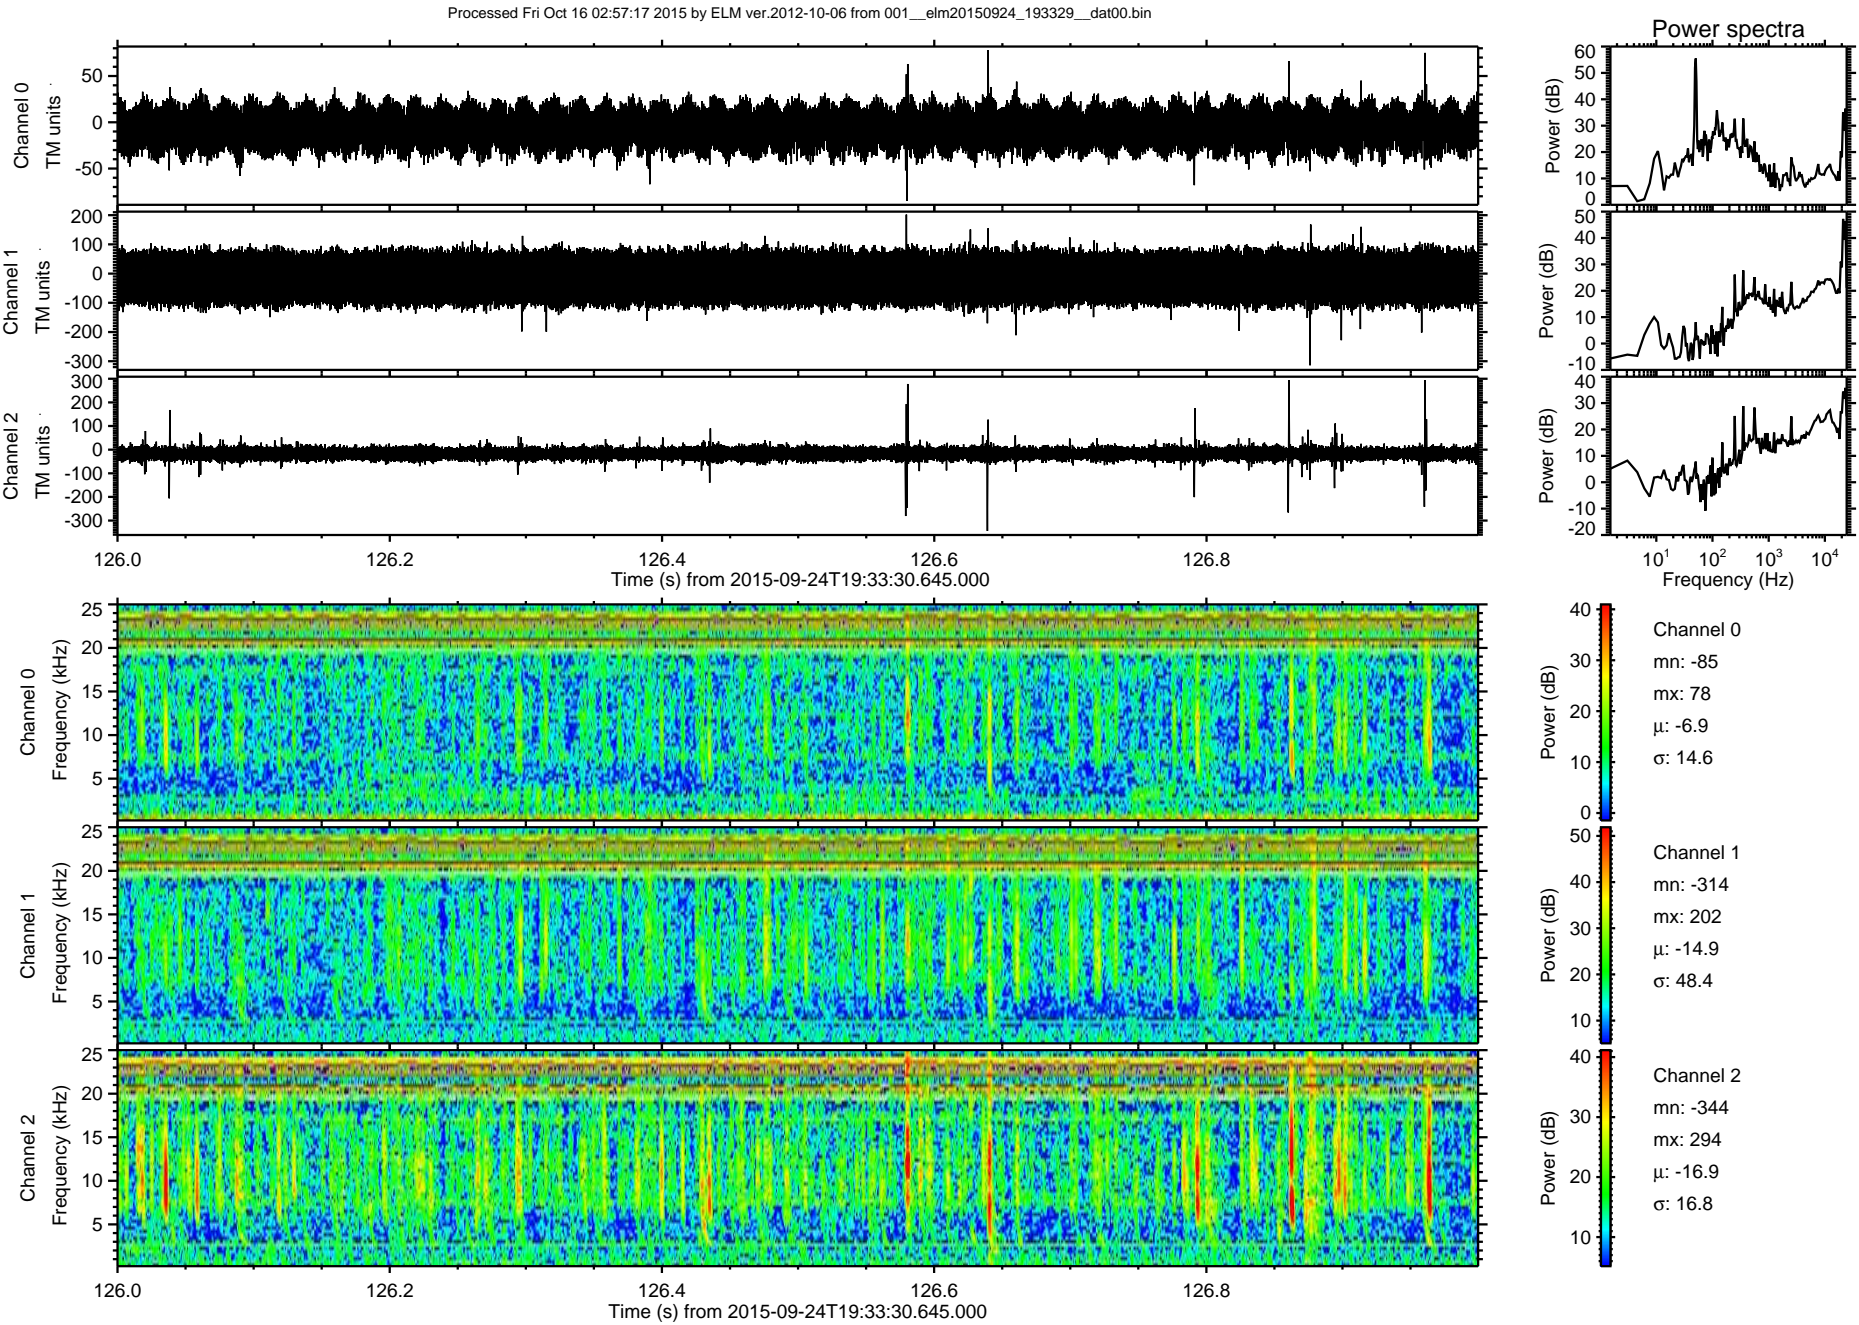 Processed Fri Oct 16 02:57:17 2015 by ELM ver.2012-10-06 from 001__elm20150924_193329__dat00.bin
Power spectra
Channel 0
TM units
50
0
-50
Power (dB)
60
50
40
30
20
10
0
Channel 1
TM units
200
100
0
-100
-200
-300
Power (dB)
50
40
30
20
10
0
-10
Channel 2
TM units
300
200
100
0
-100
-200
-300
Power (dB)
40
30
20
10
0
-10
-20
126.0
126.2
126.4
126.6
126.8
Time (s) from 2015-09-24T19:33:30.645.000
10¹
10²
10³
10⁴
Frequency (Hz)
Channel 0
Frequency (kHz)
25
20
15
10
5
Power (dB)
40
30
20
10
0
Channel 0
mn: -85
mx: 78
μ: -6.9
σ: 14.6
Channel 1
Frequency (kHz)
25
20
15
10
5
Power (dB)
50
40
30
20
10
Channel 1
mn: -314
mx: 202
μ: -14.9
σ: 48.4
Channel 2
Frequency (kHz)
25
20
15
10
5
Power (dB)
40
30
20
10
Channel 2
mn: -344
mx: 294
μ: -16.9
σ: 16.8
126.0
126.2
126.4
126.6
126.8
Time (s) from 2015-09-24T19:33:30.645.000